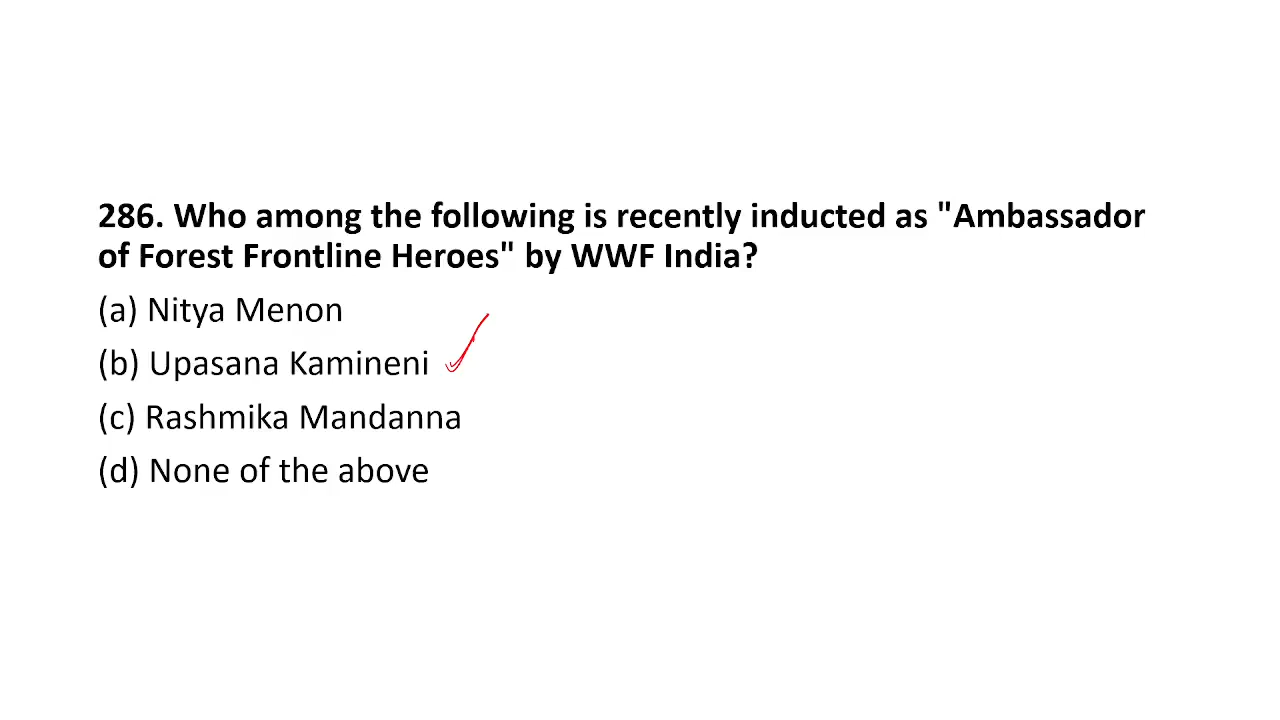 286. Who among the following is recently inducted as "Ambassador
of Forest Frontline Heroes" by WWF India?
(a) Nitya Menon
(b) Upasana Kamineni
(c) Rashmika Mandanna
(d) None of the above